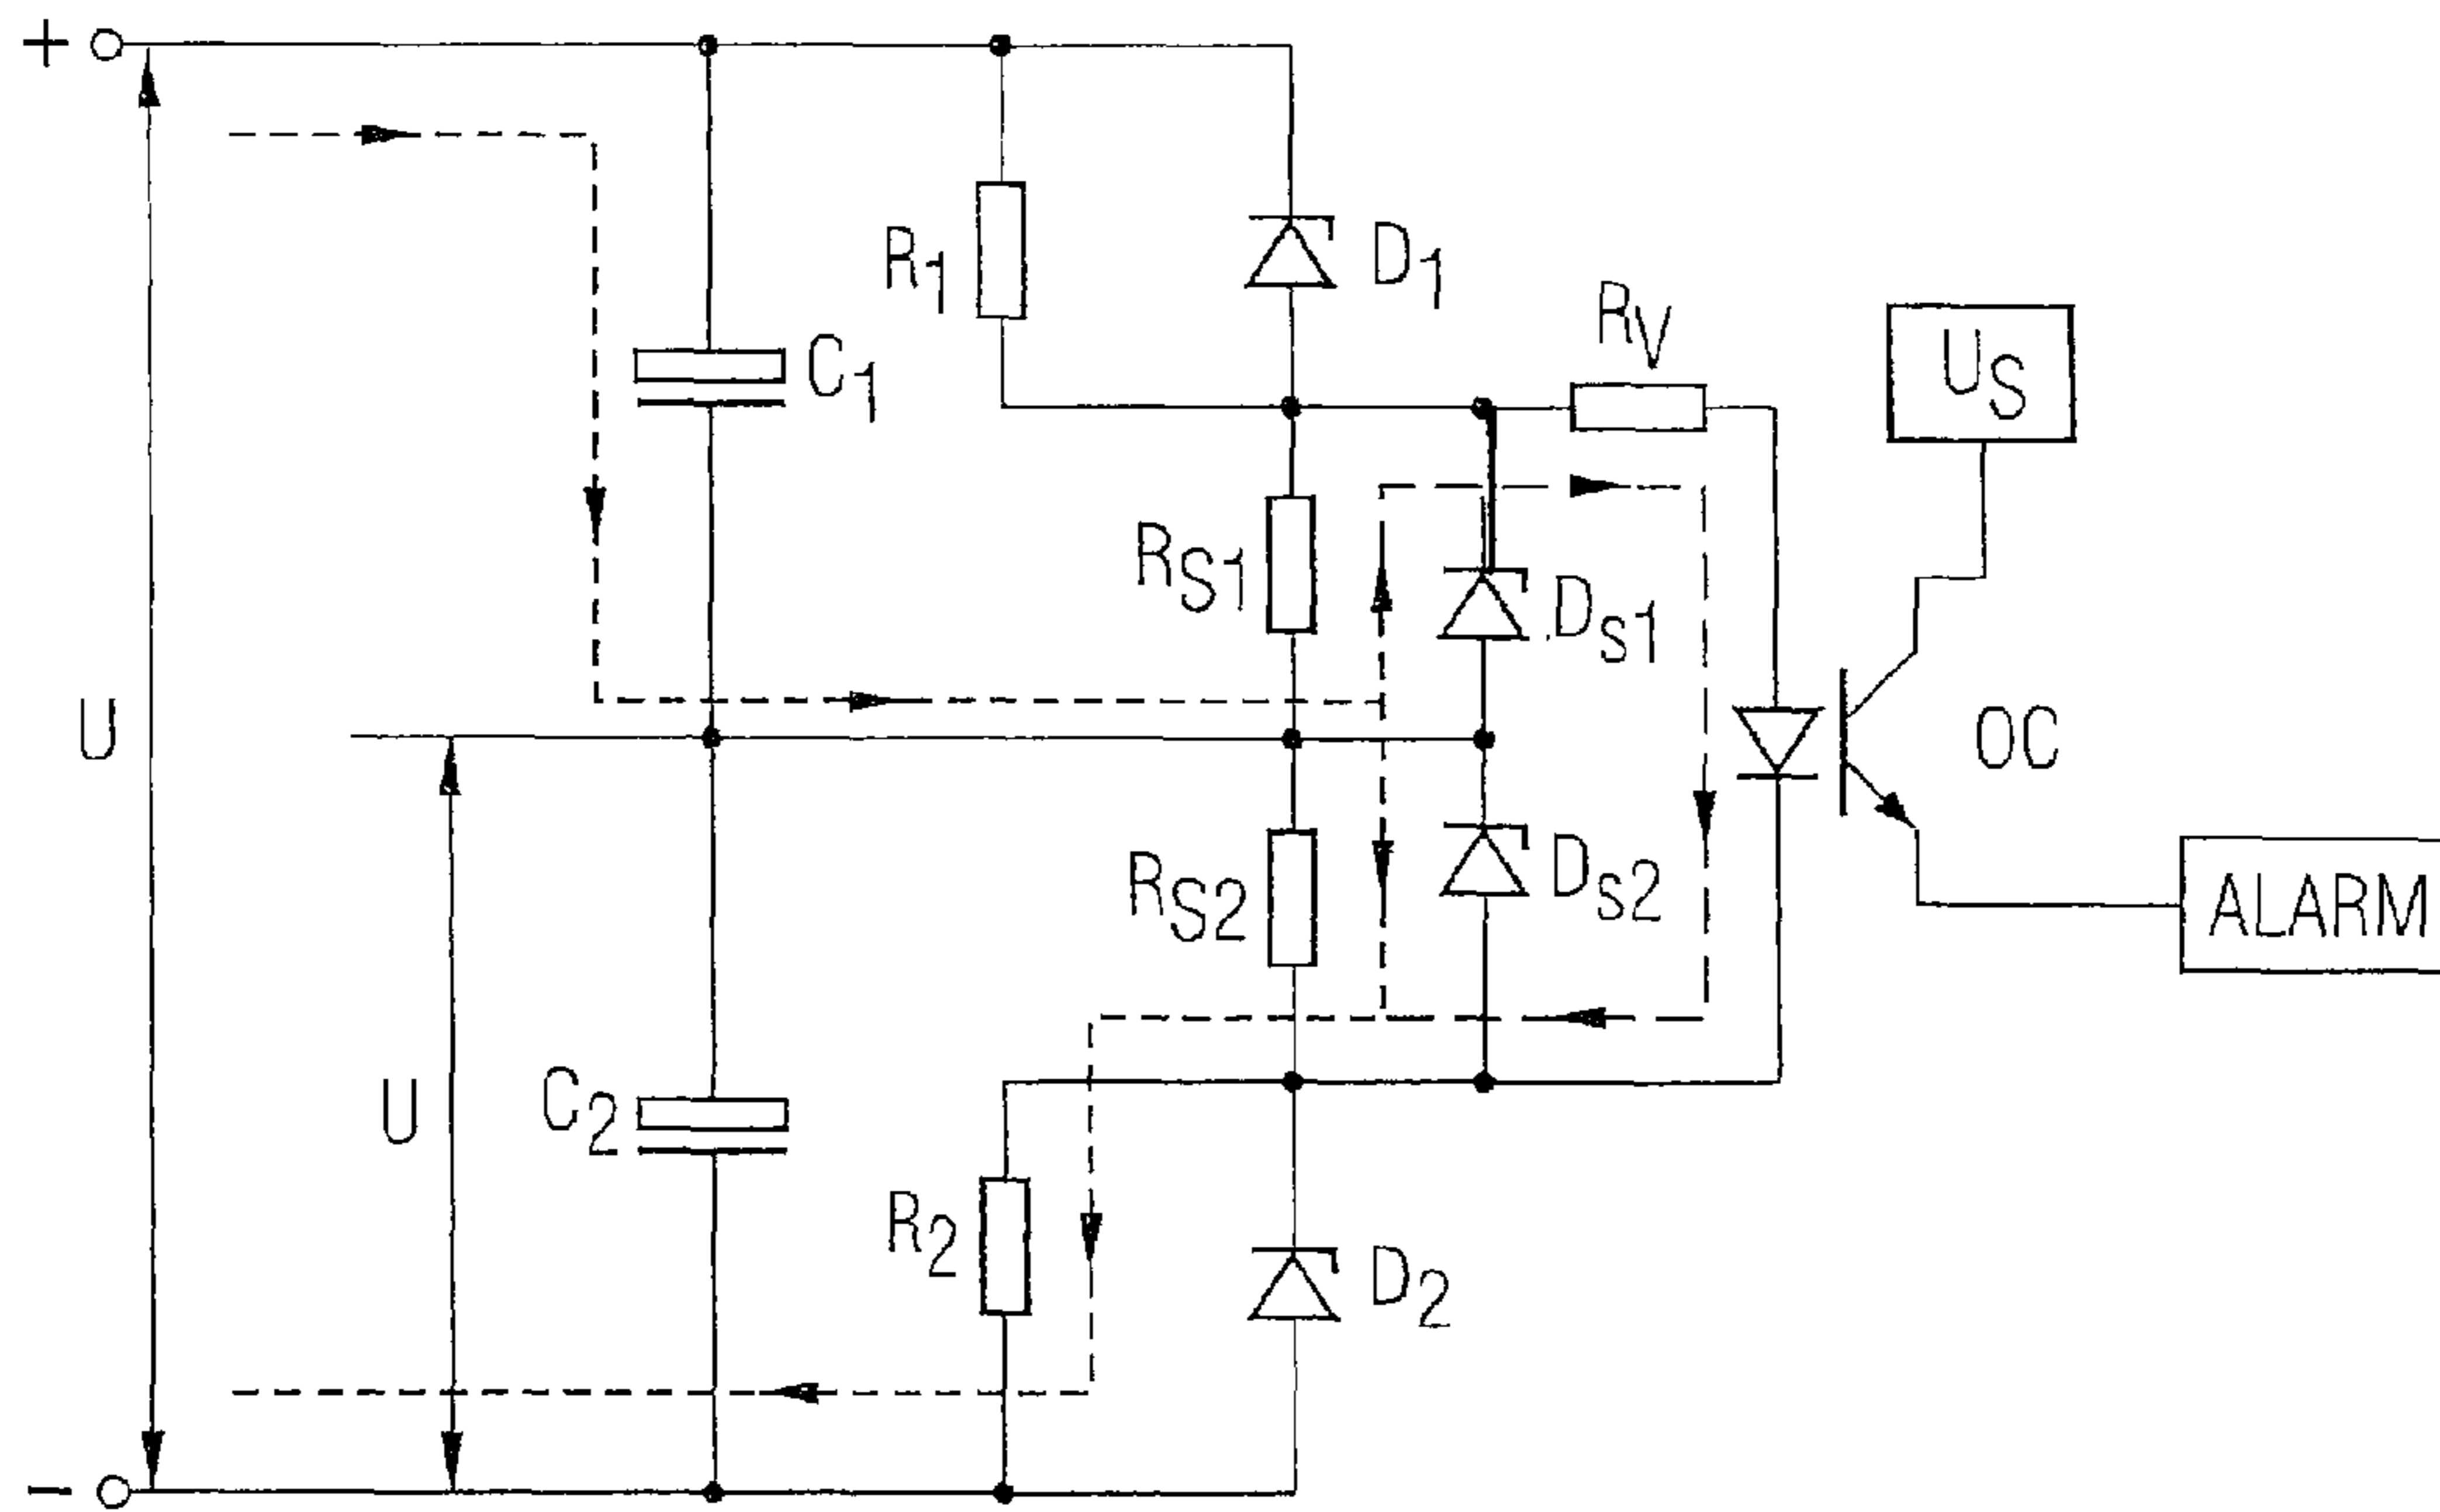 +
R1
D1
RV
US
C1
RS1
Ds1
U
OC
RS2
Ds2
ALARM
U
C2
R2
D2
−